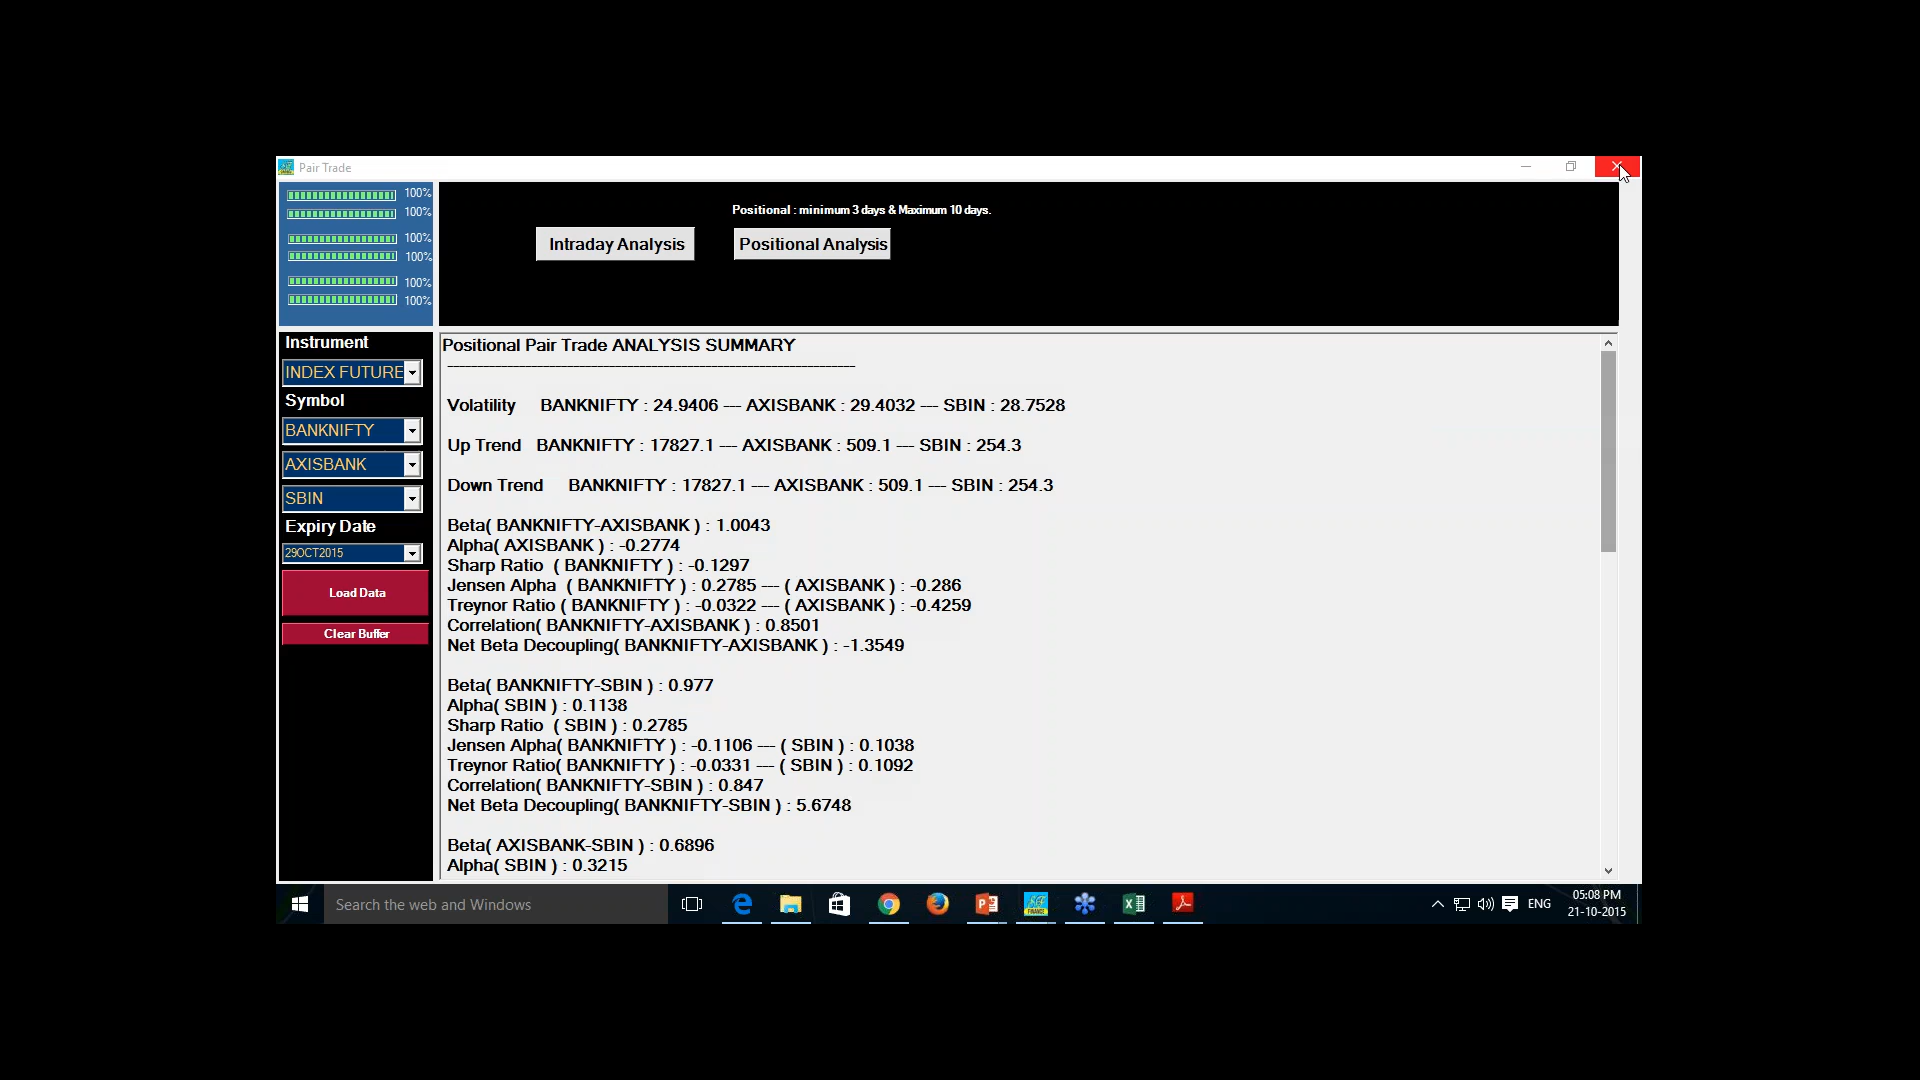 Pair Trade
100%
100%
100%
100%
100%
100%
Positional : minimum 3 days & Maximum 10 days.
Intraday Analysis
Positional Analysis
Instrument
INDEX FUTURE
Symbol
BANKNIFTY
AXISBANK
SBIN
Expiry Date
29OCT2015
Load Data
Clear Buffer
Positional Pair Trade ANALYSIS SUMMARY
--------------------------------------------------------------------
Volatility BANKNIFTY : 24.9406 --- AXISBANK : 29.4032 --- SBIN : 28.7528
Up Trend BANKNIFTY : 17827.1 --- AXISBANK : 509.1 --- SBIN : 254.3
Down Trend BANKNIFTY : 17827.1 --- AXISBANK : 509.1 --- SBIN : 254.3
Beta( BANKNIFTY-AXISBANK ) : 1.0043
Alpha( AXISBANK ) : -0.2774
Sharp Ratio ( BANKNIFTY ) : -0.1297
Jensen Alpha ( BANKNIFTY ) : 0.2785 --- ( AXISBANK ) : -0.286
Treynor Ratio ( BANKNIFTY ) : -0.0322 --- ( AXISBANK ) : -0.4259
Correlation( BANKNIFTY-AXISBANK ) : 0.8501
Net Beta Decoupling( BANKNIFTY-AXISBANK ) : -1.3549
Beta( BANKNIFTY-SBIN ) : 0.977
Alpha( SBIN ) : 0.1138
Sharp Ratio ( SBIN ) : 0.2785
Jensen Alpha( BANKNIFTY ) : -0.1106 --- ( SBIN ) : 0.1038
Treynor Ratio( BANKNIFTY ) : -0.0331 --- ( SBIN ) : 0.1092
Correlation( BANKNIFTY-SBIN ) : 0.847
Net Beta Decoupling( BANKNIFTY-SBIN ) : 5.6748
Beta( AXISBANK-SBIN ) : 0.6896
Alpha( SBIN ) : 0.3215
Search the web and Windows
ENG
05:08 PM
21-10-2015